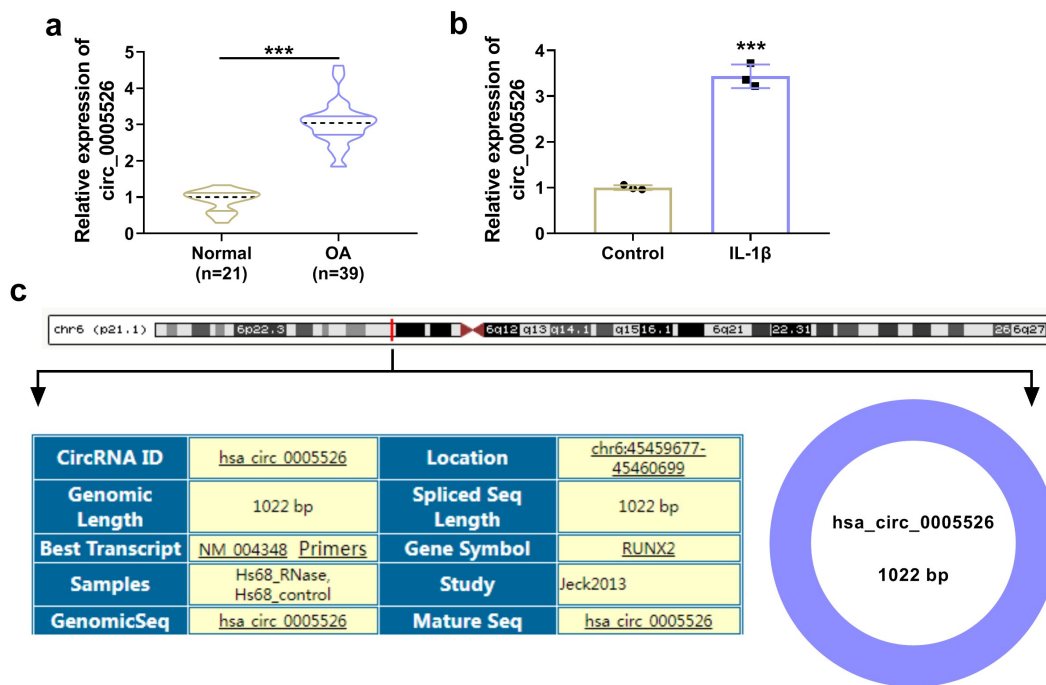 a
Relative expression of
circ_0005526
5
4
3
2
1
0
***
Normal
(n=21)
OA
(n=39)
b
Relative expression of
circ_0005526
4
3
2
1
0
***
Control
IL-1β
c
chr6 (p21.1)
6p22.3
6q12
q13
q14.1
q15
16.1
6q21
22.31
26
6q27
CircRNA ID
hsa_circ_0005526
Location
chr6:45459677-
45460699
Genomic
Length
1022 bp
Spliced Seq
Length
1022 bp
Best Transcript
NM_004348 Primers
Gene Symbol
RUNX2
Samples
Hs68_RNase,
Hs68_control
Study
Jeck2013
GenomicSeq
hsa_circ_0005526
Mature Seq
hsa_circ_0005526
hsa_circ_0005526
1022 bp